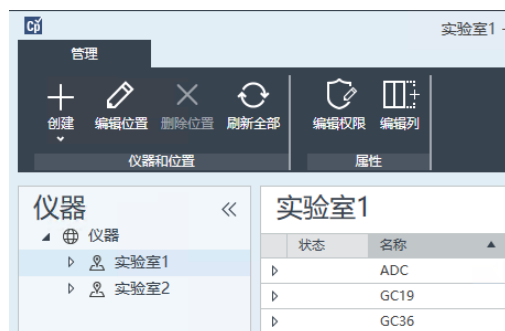 Cp
实验室1 -
管理
创建 编辑位置 删除位置 刷新全部 编辑权限 编辑列
仪器和位置 属性
仪器
实验室1
仪器
状态 名称
实验室1
ADC
实验室2
GC19
GC36